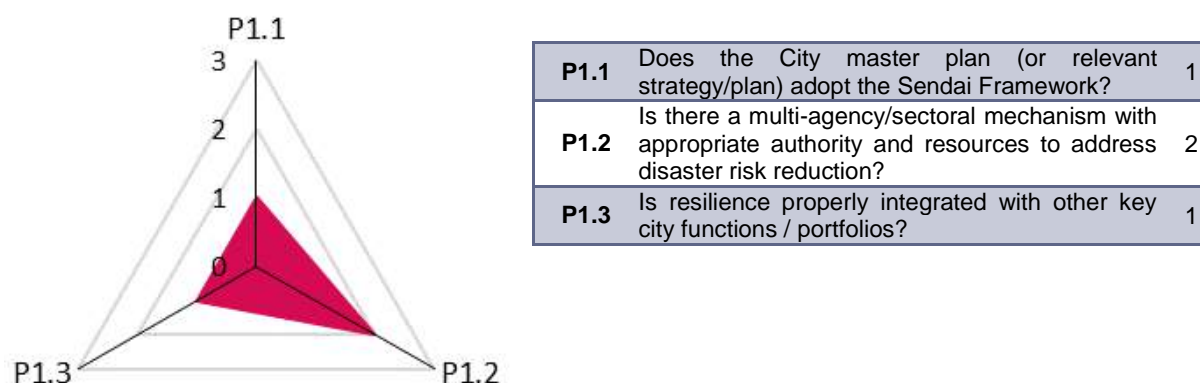 P1.1
3
2
1
0
P1.3
P1.2
P1.1 Does the City master plan (or relevant 1
strategy/plan) adopt the Sendai Framework?
Is there a multi-agency/sectoral mechanism with
P1.2 appropriate authority and resources to address 2
disaster risk reduction?
P1.3 Is resilience properly integrated with other key 1
city functions / portfolios?